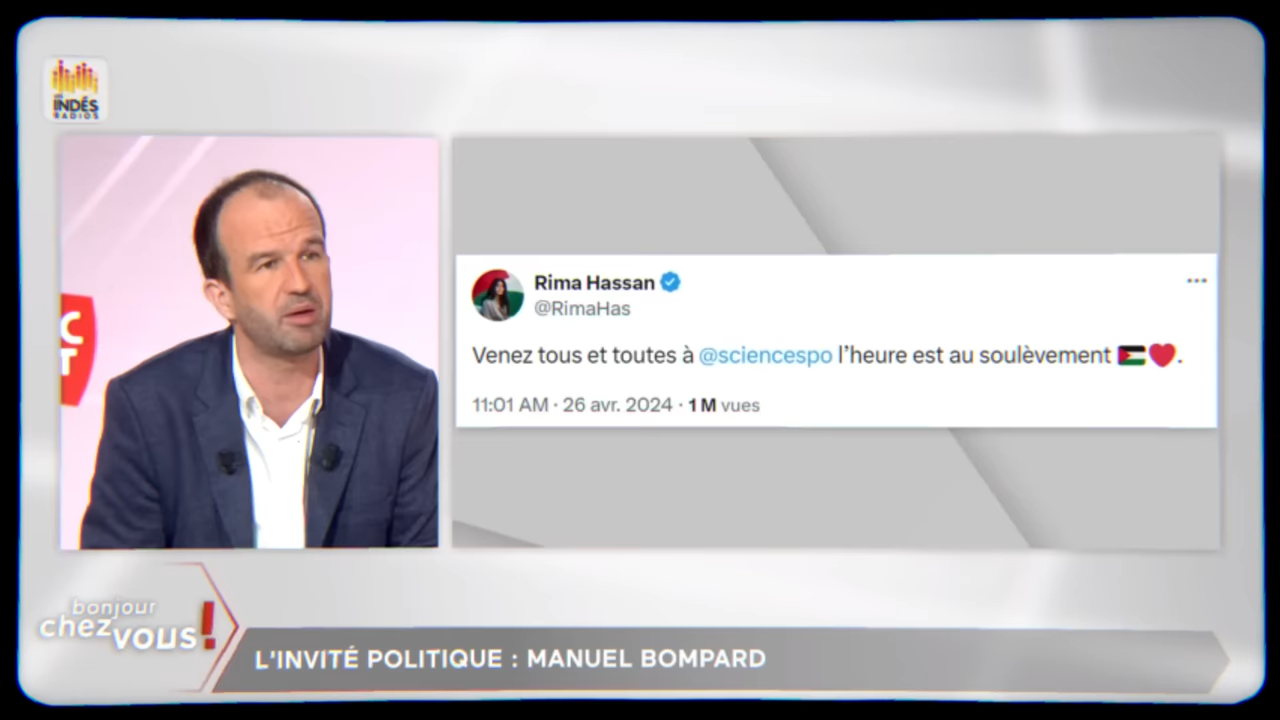 LES
INDÉS
RADIOS
C
T
Rima Hassan
@RimaHas
Venez tous et toutes à @sciencespo l'heure est au soulèvement 🇵🇸❤️.
11:01 AM · 26 avr. 2024 · 1 M vues
bonjour
chez vous !
L'INVITÉ POLITIQUE : MANUEL BOMPARD